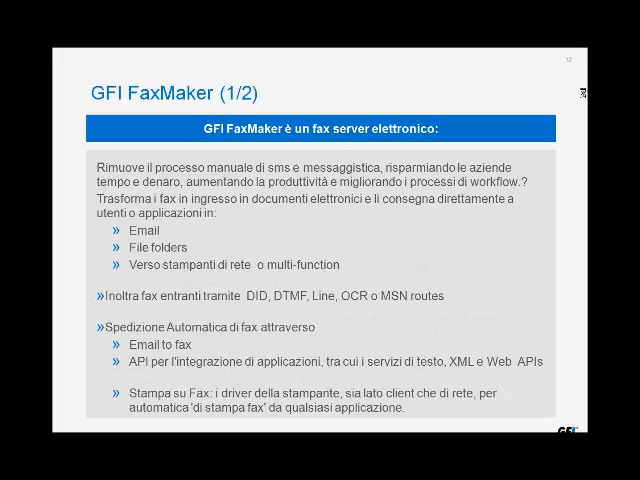 12
GFI FaxMaker (1/2)
GFI FaxMaker è un fax server elettronico:
Rimuove il processo manuale di sms e messaggistica, risparmiando le aziende
tempo e denaro, aumentando la produttività e migliorando i processi di workflow.?
Trasforma i fax in ingresso in documenti elettronici e li consegna direttamente a
utenti o applicazioni in:
» Email
» File folders
» Verso stampanti di rete o multi-function
»Inoltra fax entranti tramite DID, DTMF, Line, OCR o MSN routes
»Spedizione Automatica di fax attraverso
» Email to fax
» API per l'integrazione di applicazioni, tra cui i servizi di testo, XML e Web APIs
» Stampa su Fax: i driver della stampante, sia lato client che di rete, per
automatica 'di stampa fax' da qualsiasi applicazione.
GFI